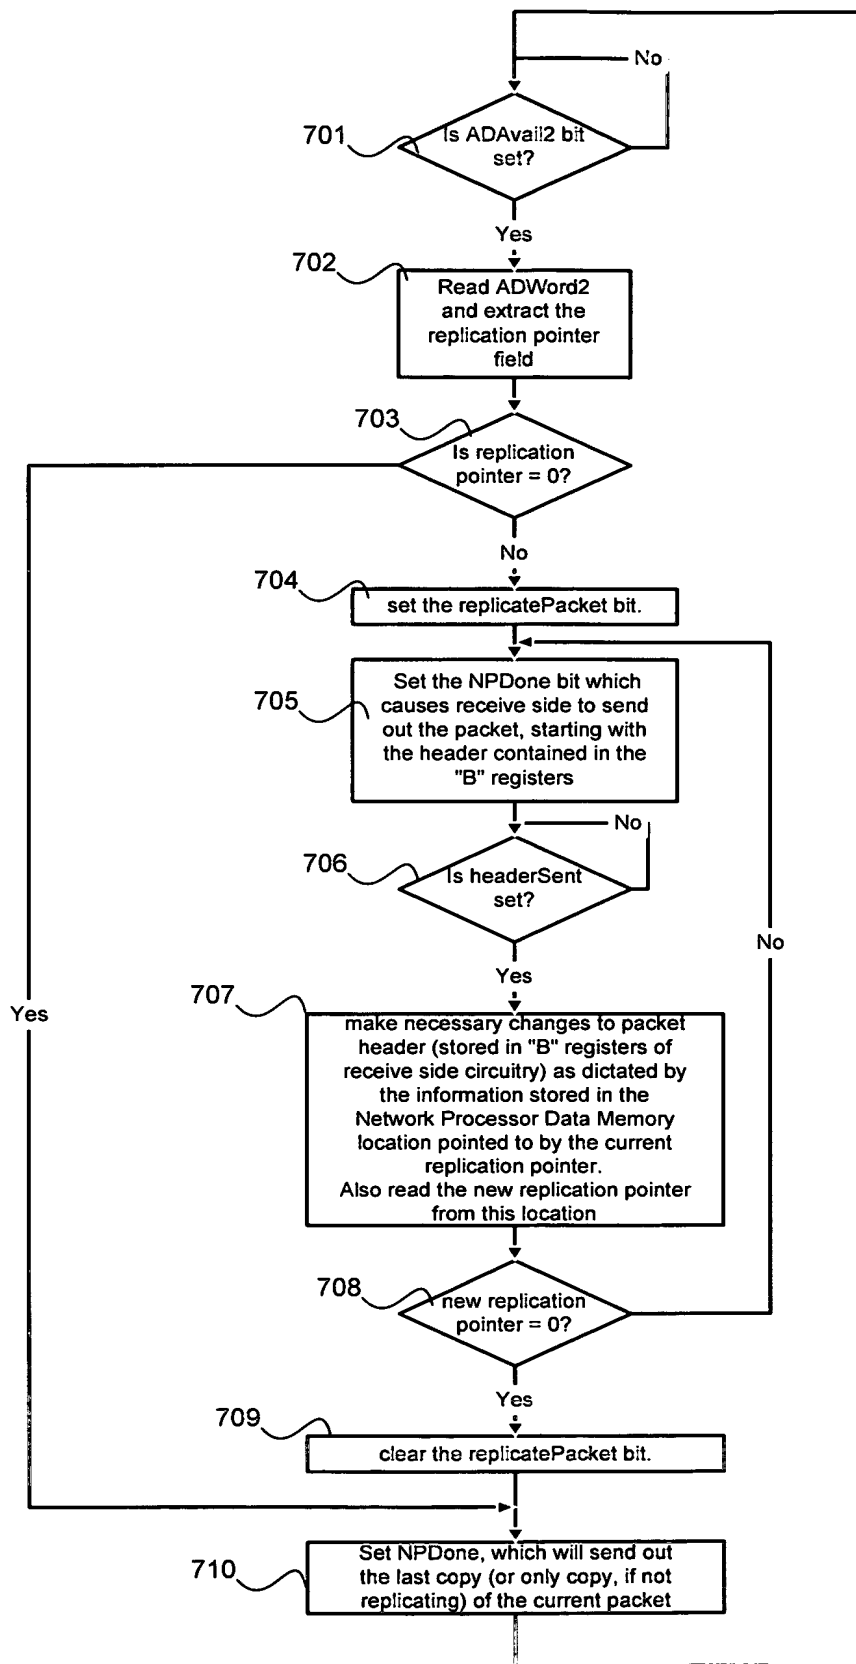 No
701
Is ADAvail2 bit
set?
Yes
702
Read ADWord2
and extract the
replication pointer
field
703
Is replication
pointer = 0?
No
704
set the replicatePacket bit.
705
Set the NPDone bit which
causes receive side to send
out the packet, starting with
the header contained in the
"B" registers
No
706
Is headerSent
set?
No
Yes
Yes
707
make necessary changes to packet
header (stored in "B" registers of
receive side circuitry) as dictated by
the information stored in the
Network Processor Data Memory
location pointed to by the current
replication pointer.
Also read the new replication pointer
from this location
708
new replication
pointer = 0?
Yes
709
clear the replicatePacket bit.
710
Set NPDone, which will send out
the last copy (or only copy, if not
replicating) of the current packet